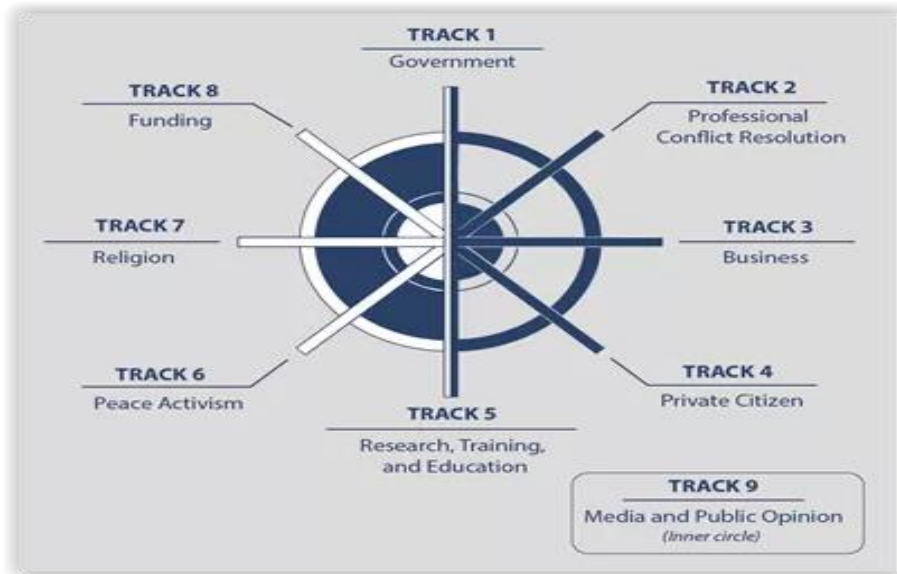 TRACK 1
Government
TRACK 8
Funding
TRACK 2
Professional
Conflict Resolution
TRACK 7
Religion
TRACK 3
Business
TRACK 6
Peace Activism
TRACK 4
Private Citizen
TRACK 5
Research, Training,
and Education
TRACK 9
Media and Public Opinion
(Inner circle)